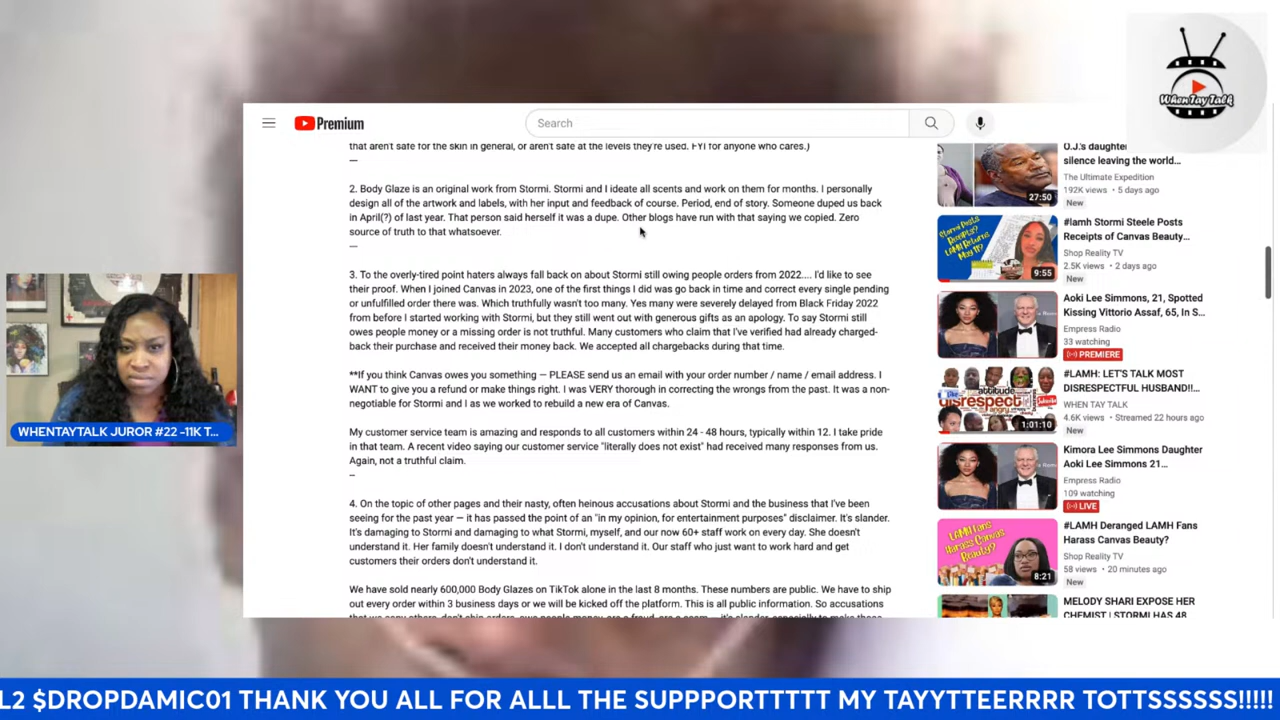 Premium
Search
that aren't safe for the skin in general, or aren't safe at the levels they're used. FYI for anyone who cares.)
—
2. Body Glaze is an original work from Stormi. Stormi and I ideate all scents and work on them for months. I personally
design all of the artwork and labels, with her input and feedback of course. Period, end of story. Someone duped us back
in April(?) of last year. That person said herself it was a dupe. Other blogs have run with that saying we copied. Zero
source of truth to that whatsoever.
—
3. To the overly-tired point haters always fall back on about Stormi still owing people orders from 2022.... I'd like to see
their proof. When I joined Canvas in 2023, one of the first things I did was go back in time and correct every single pending
or unfulfilled order there was. Which truthfully wasn't too many. Yes many were severely delayed from Black Friday 2022
from before I started working with Stormi, but they still went out with generous gifts as an apology. To say Stormi still
owes people money or a missing order is not truthful. Many customers who claim that I've verified had already charged-
back their purchase and received their money back. We accepted all chargebacks during that time.
**If you think Canvas owes you something — PLEASE send us an email with your order number / name / email address. I
WANT to give you a refund or make things right. I was VERY thorough in correcting the wrongs from the past. It was a non-
negotiable for Stormi and I as we worked to rebuild a new era of Canvas.
My customer service team is amazing and responds to all customers within 24 - 48 hours, typically within 12. I take pride
in that team. A recent video saying our customer service "literally does not exist" had received many responses from us.
Again, not a truthful claim.
–
4. On the topic of other pages and their nasty, often heinous accusations about Stormi and the business that I've been
seeing for the past year — it has passed the point of an "in my opinion, for entertainment purposes" disclaimer. It's slander.
It's damaging to Stormi and damaging to what Stormi, myself, and our now 60+ staff work on every day. She doesn't
understand it. Her family doesn't understand it. I don't understand it. Our staff who just want to work hard and get
customers their orders don't understand it.
We have sold nearly 600,000 Body Glazes on TikTok alone in the last 8 months. These numbers are public. We have to ship
out every order within 3 business days or we will be kicked off the platform. This is all public information. So accusations
O.J.'s daughter
silence leaving the world...
The Ultimate Expedition
192K views • 5 days ago
New
27:50
#lamh Stormi Steele Posts
Receipts of Canvas Beauty...
Shop Reality TV
2.5K views • 2 days ago
New
9:55
Aoki Lee Simmons, 21, Spotted
Kissing Vittorio Assaf, 65, In S...
Empress Radio
33 watching
PREMIERE
#LAMH: LET'S TALK MOST
DISRESPECTFUL HUSBAND!!...
WHEN TAY TALK
4.6K views • Streamed 22 hours ago
New
attitude
disrespect
angry
1:01:10
Kimora Lee Simmons Daughter
Aoki Lee Simmons 21...
Empress Radio
109 watching
LIVE
#LAMH Deranged LAMH Fans
Harass Canvas Beauty?
Shop Reality TV
58 views • 20 minutes ago
New
LAMH Fans
Harass Canvas
Beauty?
8:21
MELODY SHARI EXPOSE HER
CHEMIST | STORMI HAS 48
When Tay Talk
WHENTAYTALK JUROR #22 -11K T...
L2 $DROPDAMIC01 THANK YOU ALL FOR ALLL THE SUPPPORTTTTT MY TAYYTTEERRRR TOTTSSSSSS!!!!!